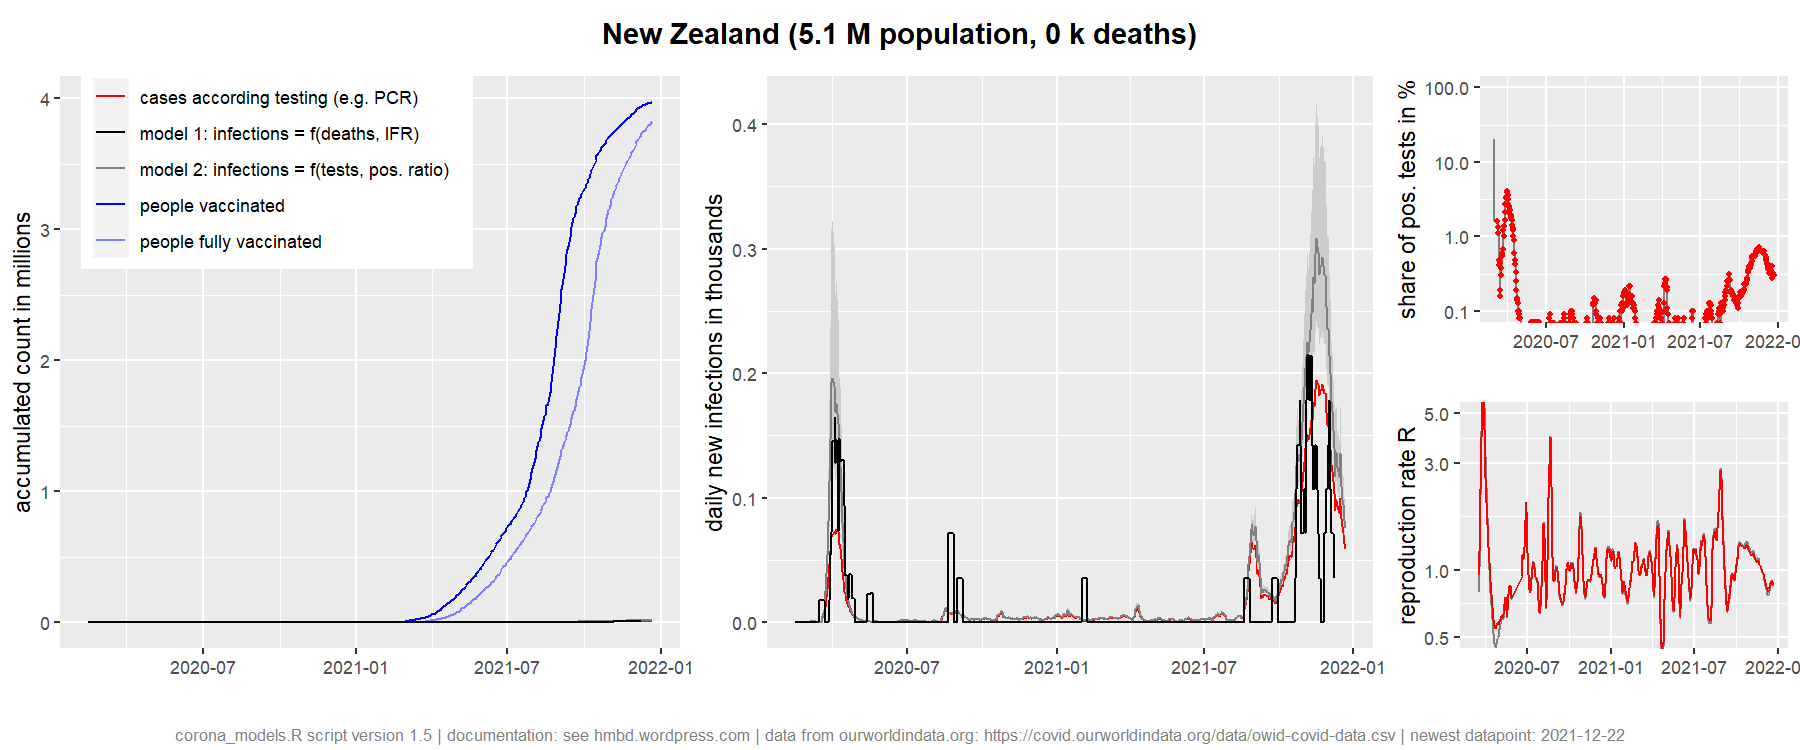 New Zealand (5.1 M population, 0 k deaths)
accumulated count in millions
4
3
2
1
0
cases according testing (e.g. PCR)
model 1: infections = f(deaths, IFR)
model 2: infections = f(tests, pos. ratio)
people vaccinated
people fully vaccinated
2020-07 2021-01 2021-07 2022-01
daily new infections in thousands
0.4
0.3
0.2
0.1
0.0
2020-07 2021-01 2021-07 2022-01
share of pos. tests in %
100.0
10.0
1.0
0.1
2020-07 2021-01 2021-07 2022-0
reproduction rate R
5.0
3.0
1.0
0.5
2020-07 2021-01 2021-07 2022-0
corona_models.R script version 1.5 | documentation: see hmbd.wordpress.com | data from ourworldindata.org: https://covid.ourworldindata.org/data/owid-covid-data.csv | newest datapoint: 2021-12-22